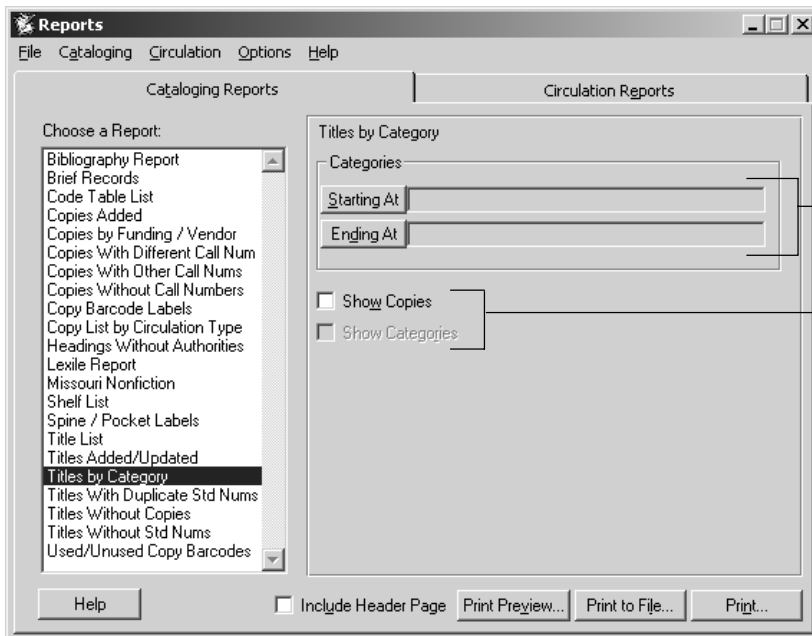 Reports
File Cataloging Circulation Options Help
Cataloging Reports Circulation Reports
Choose a Report:
Bibliography Report
Brief Records
Code Table List
Copies Added
Copies by Funding / Vendor
Copies With Different Call Num
Copies With Other Call Nums
Copies Without Call Numbers
Copy Barcode Labels
Copy List by Circulation Type
Headings Without Authorities
Lexile Report
Missouri Nonfiction
Shelf List
Spine / Pocket Labels
Title List
Titles Added/Updated
Titles by Category
Titles With Duplicate Std Nums
Titles Without Copies
Titles Without Std Nums
Used/Unused Copy Barcodes
Titles by Category
Categories
Starting At
Ending At
Show Copies
Show Categories
Help Include Header Page Print Preview... Print to File... Print...